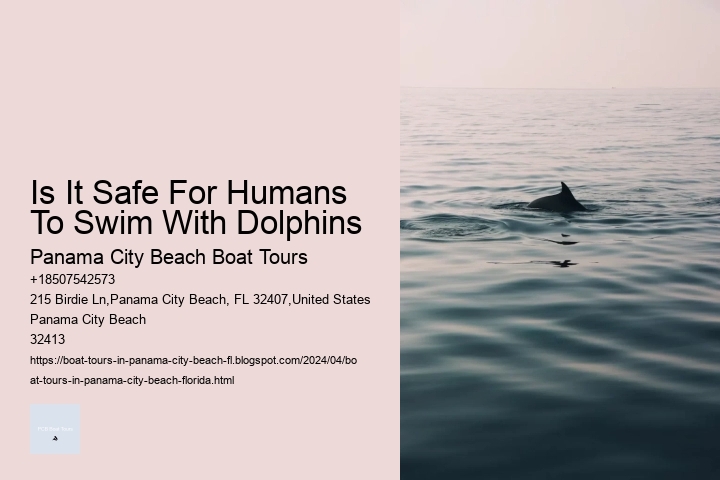 Is It Safe For Humans
To Swim With Dolphins
Panama City Beach Boat Tours
+18507542573
215 Birdie Ln,Panama City Beach, FL 32407,United States
Panama City Beach
32413
https://boat-tours-in-panama-city-beach-fl.blogspot.com/2024/04/bo
at-tours-in-panama-city-beach-florida.html